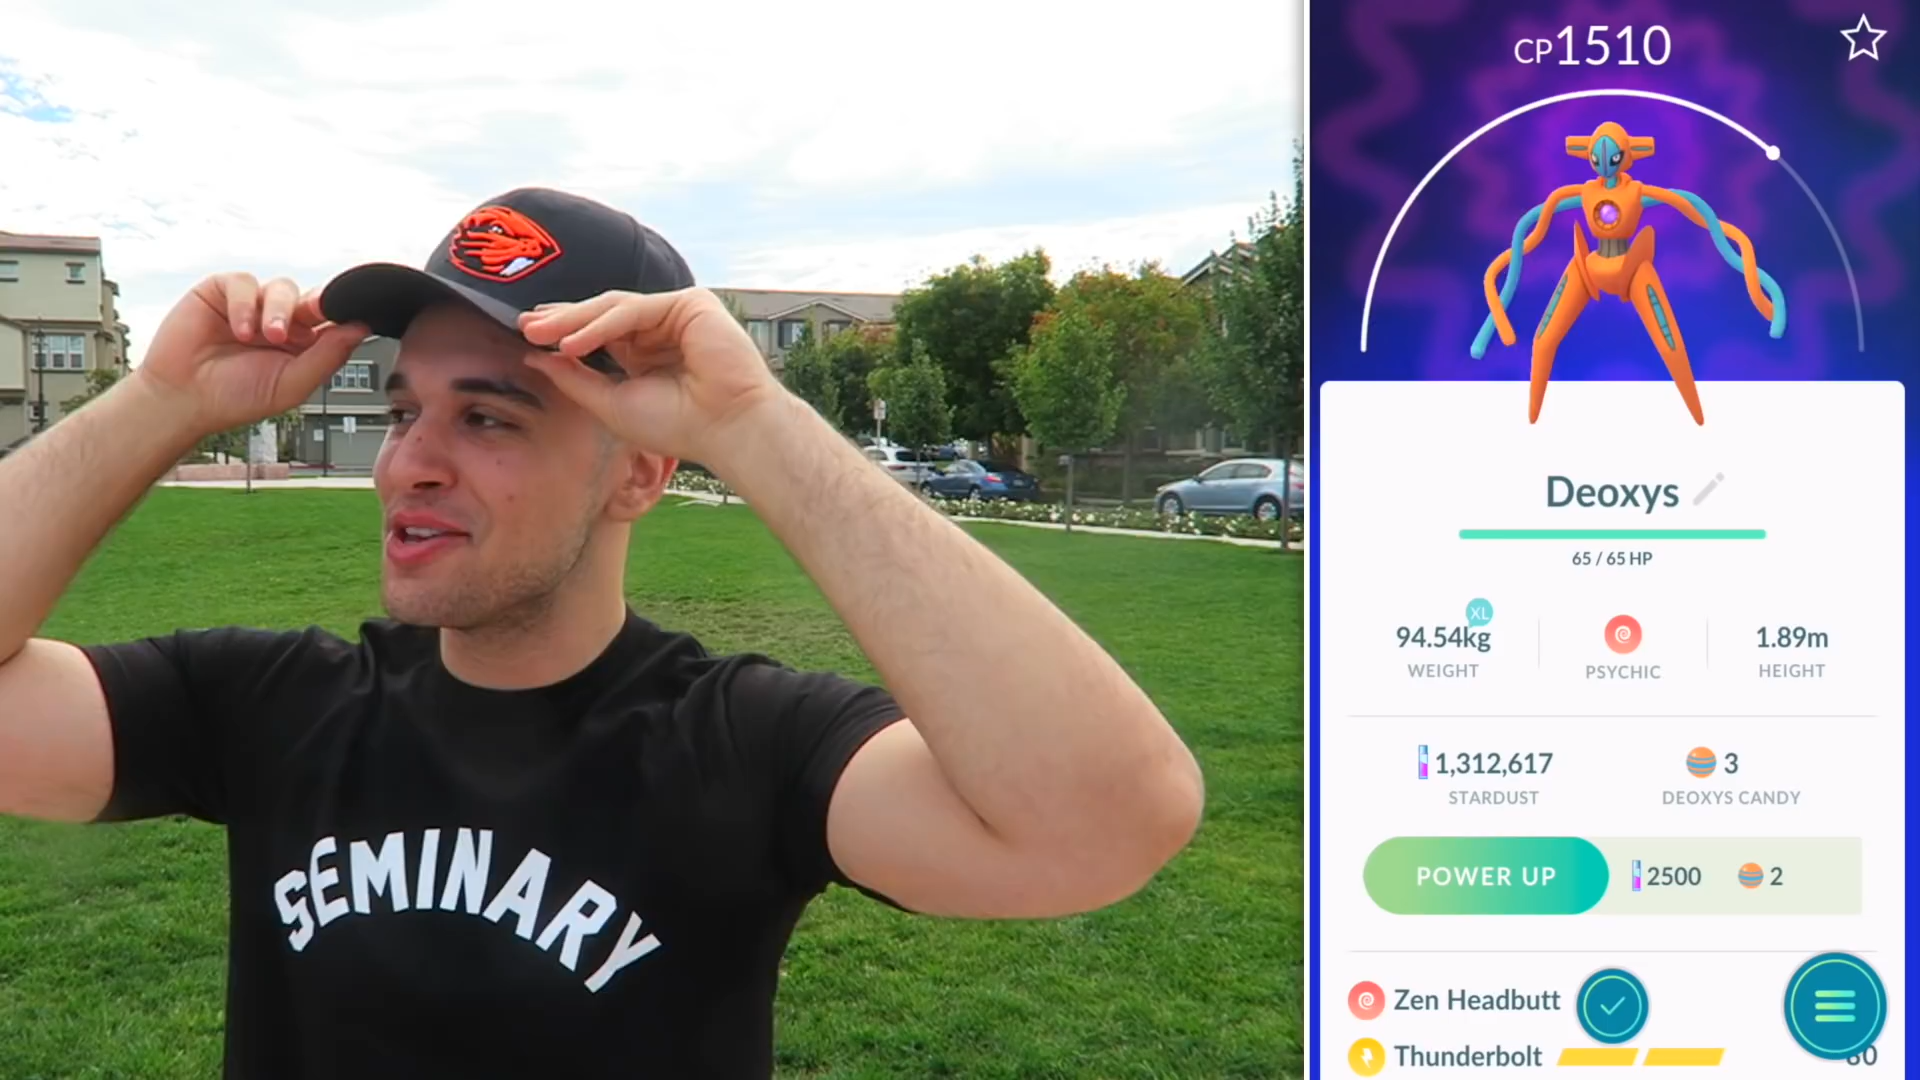 SEMINARY
CP1510
Deoxys
65 / 65 HP
XL
94.54kg
WEIGHT
PSYCHIC
1.89m
HEIGHT
1,312,617
STARDUST
3
DEOXYS CANDY
POWER UP
2500
2
Zen Headbutt
Thunderbolt